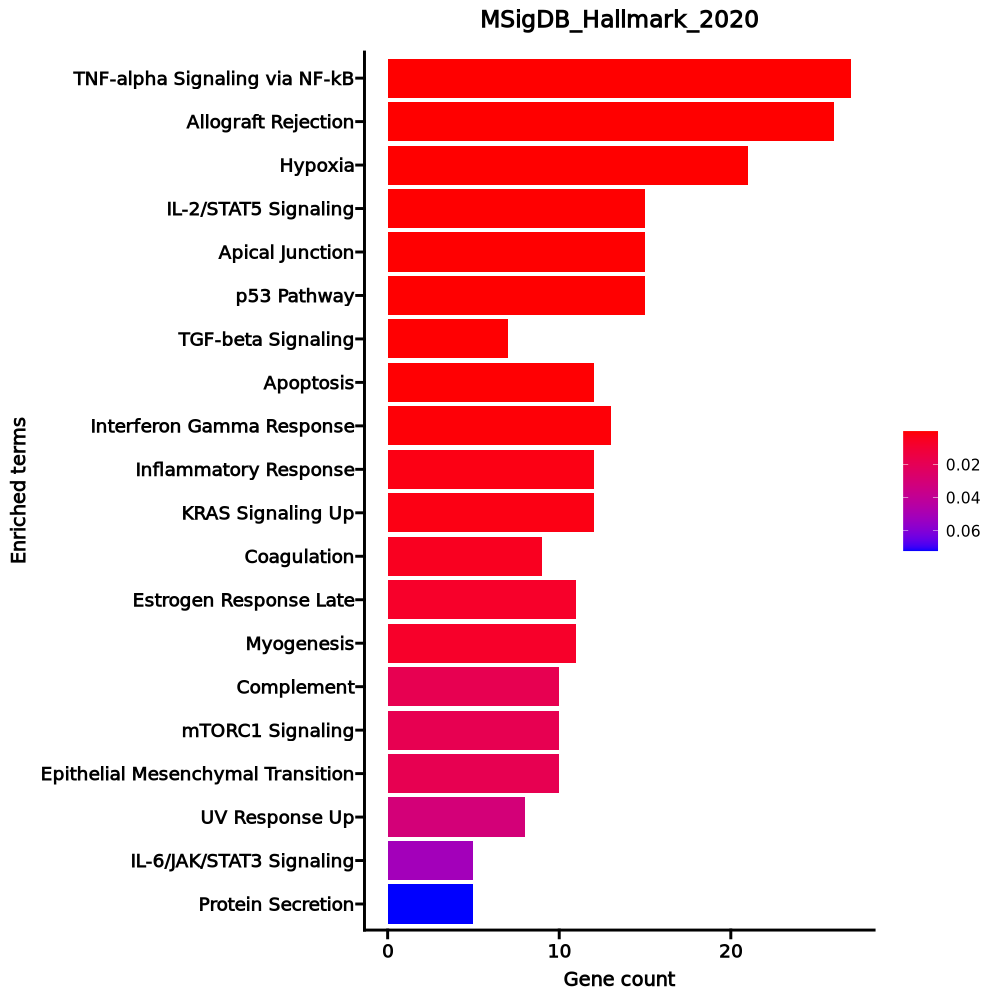 MSigDB_Hallmark_2020
TNF-alpha Signaling via NF-kB
Allograft Rejection
Hypoxia
IL-2/STAT5 Signaling
Apical Junction
p53 Pathway
TGF-beta Signaling
Apoptosis
Interferon Gamma Response
Inflammatory Response
KRAS Signaling Up
Coagulation
Estrogen Response Late
Myogenesis
Complement
mTORC1 Signaling
Epithelial Mesenchymal Transition
UV Response Up
IL-6/JAK/STAT3 Signaling
Protein Secretion
Enriched terms
0 10 20
Gene count
0.02
0.04
0.06